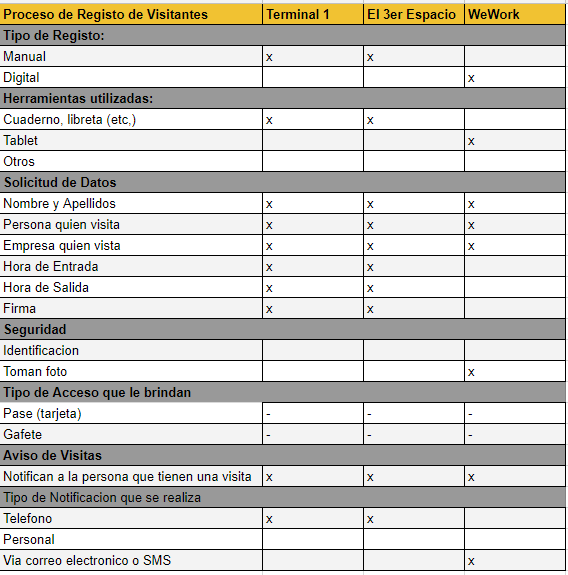 Proceso de Registo de Visitantes Terminal 1 El 3er Espacio WeWork
Tipo de Registo:
Manual x x
Digital x
Herramientas utilizadas:
Cuaderno, libreta (etc,) x x
Tablet x
Otros
Solicitud de Datos
Nombre y Apellidos x x x
Persona quien visita x x x
Empresa quien vista x x x
Hora de Entrada x x
Hora de Salida x x
Firma x x
Seguridad
Identificacion
Toman foto x
Tipo de Acceso que le brindan
Pase (tarjeta) - - -
Gafete - - -
Aviso de Visitas
Notifican a la persona que tienen una visita x x x
Tipo de Notificacion que se realiza
Telefono x x
Personal
Via correo electronico o SMS x